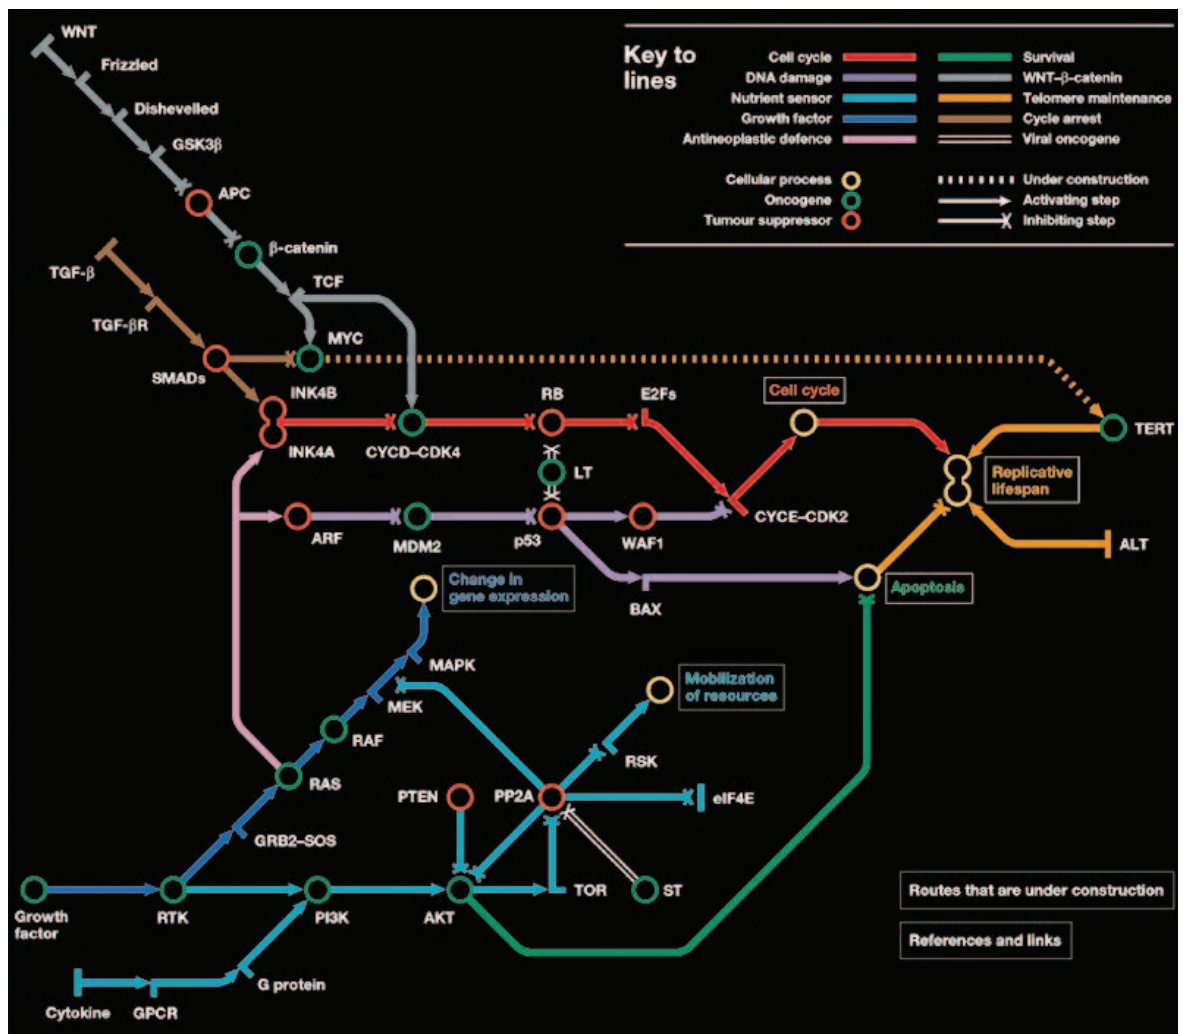 WNT
Frizzled
Dishevelled
GSK3β
APC
β-catenin
TCF
MYC
TGF-β
TGF-βR
SMADs
INK4B
INK4A
CYCD–CDK4
RB
E2Fs
LT
Cell cycle
TERT
Replicative
lifespan
CYCE–CDK2
ARF
MDM2
p53
WAF1
ALT
BAX
Apoptosis
Change in
gene expression
MAPK
MEK
RAF
RAS
Mobilization
of resources
RSK
PTEN
PP2A
eIF4E
GRB2–SOS
TOR
ST
Growth
factor
RTK
PI3K
AKT
G protein
Cytokine
GPCR
Key to
lines
Cell cycle
DNA damage
Nutrient sensor
Growth factor
Antineoplastic defence
Survival
WNT–β-catenin
Telomere maintenance
Cycle arrest
Viral oncogene
Cellular process
Oncogene
Tumour suppressor
Under construction
Activating step
Inhibiting step
Routes that are under construction
References and links